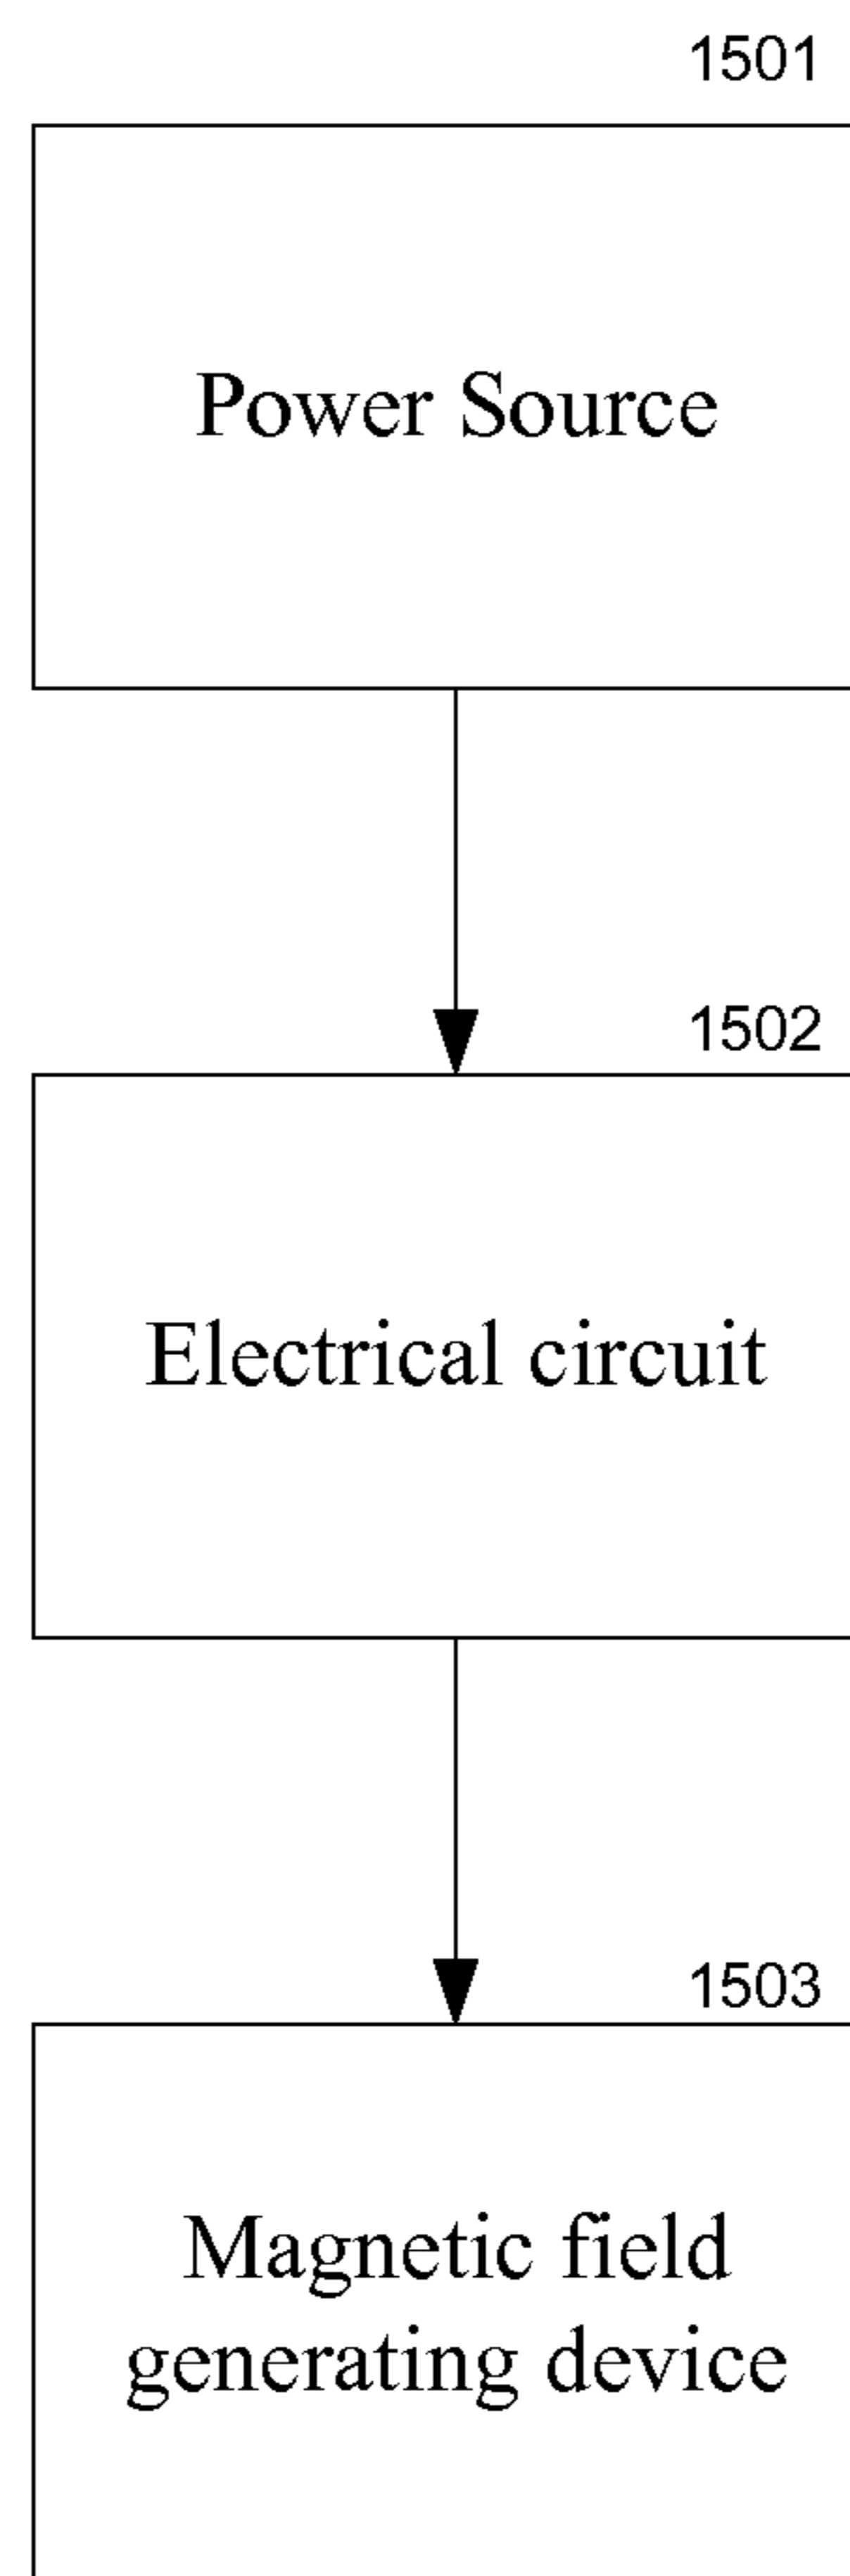 1501
Power Source
1502
Electrical circuit
1503
Magnetic field
generating device